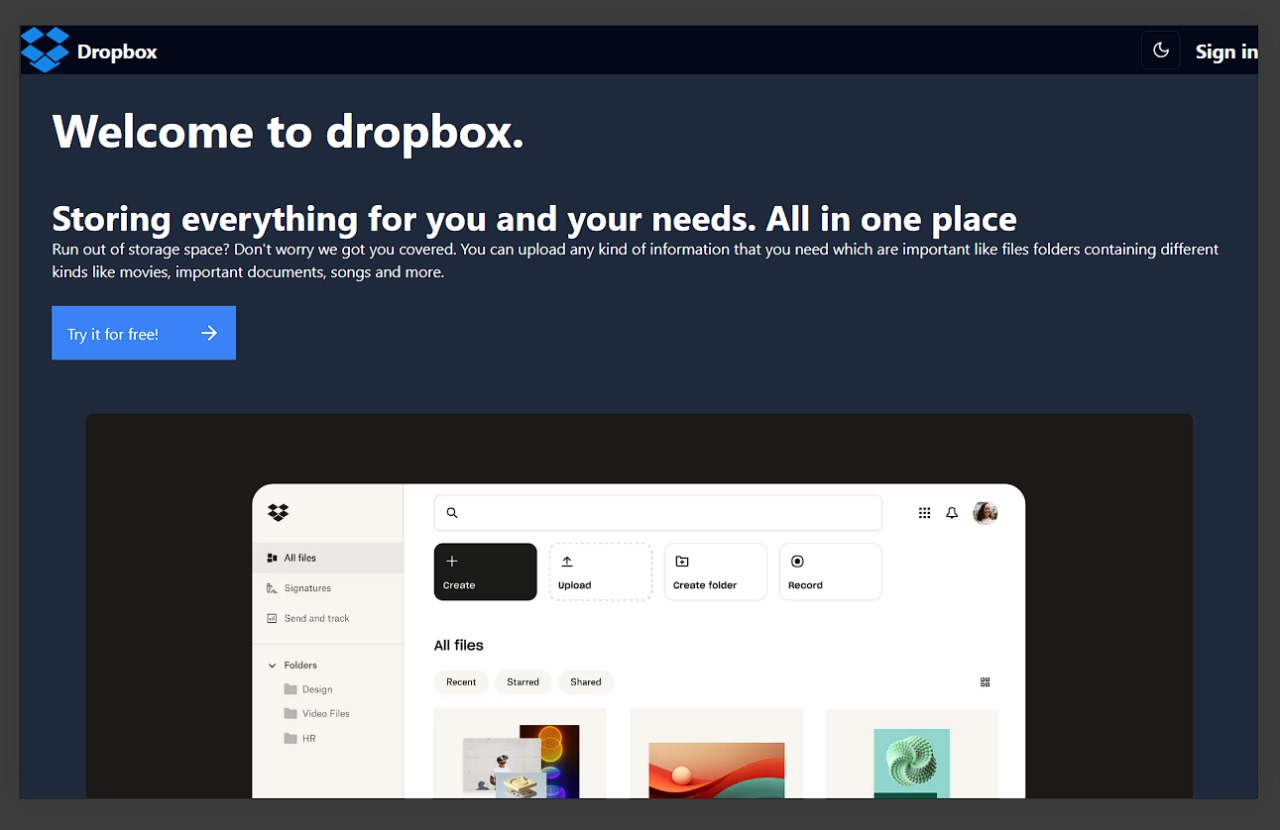 Dropbox
Sign in
Welcome to dropbox.
Storing everything for you and your needs. All in one place
Run out of storage space? Don't worry we got you covered. You can upload any kind of information that you need which are important like files folders containing different
kinds like movies, important documents, songs and more.
Try it for free!
All files
Signatures
Send and track
Folders
Design
Video Files
HR
Create
Upload
Create folder
Record
All files
Recent
Starred
Shared